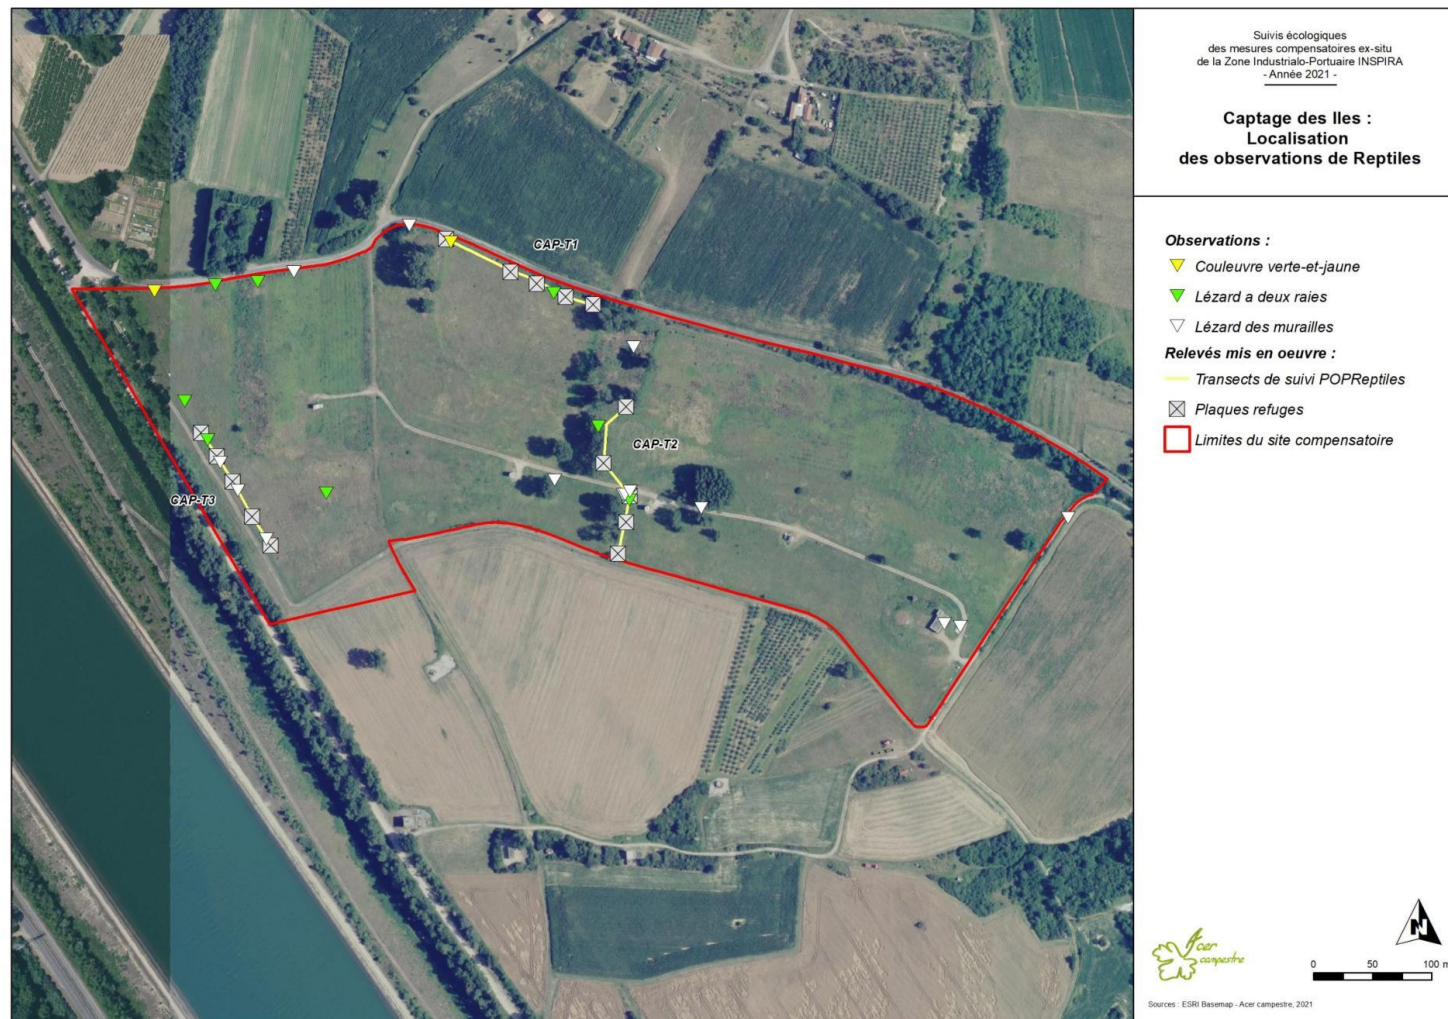 Suivis écologiques
des mesures compensatoires ex-situ
de la Zone Industrialo-Portuaire INSPIRA
- Année 2021 -
Captage des Iles :
Localisation
des observations de Reptiles
Observations :
Couleuvre verte-et-jaune
Lézard a deux raies
Lézard des murailles
Relevés mis en oeuvre :
Transects de suivi POPReptiles
Plaques refuges
Limites du site compensatoire
CAP-T1
CAP-T2
CAP-T3
N
Acer
campestre
0 50 100 m
Sources : ESRI Basemap - Acer campestre, 2021